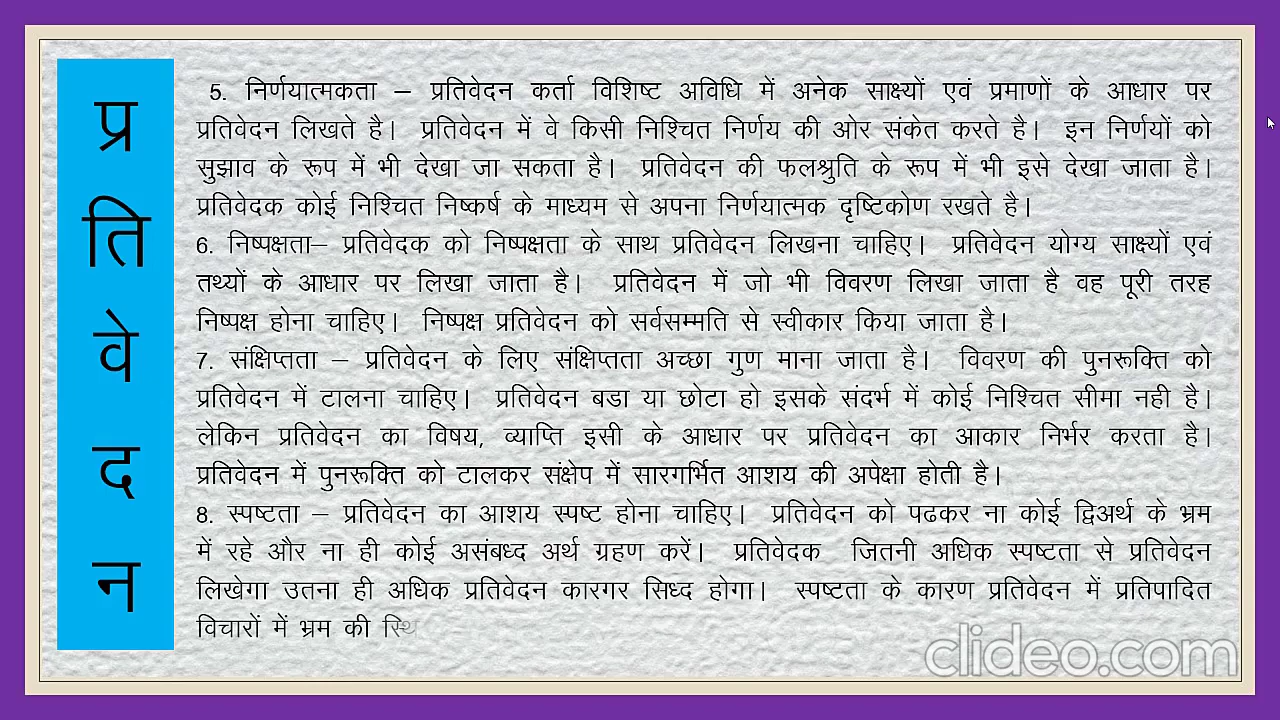 प्रतिवेदन
5. निर्णयात्मकता – प्रतिवेदन कर्ता विशिष्ट अविधि में अनेक साक्ष्यों एवं प्रमाणों के आधार पर
प्रतिवेदन लिखते है। प्रतिवेदन में वे किसी निश्चित निर्णय की ओर संकेत करते है। इन निर्णयों को
सुझाव के रूप में भी देखा जा सकता है। प्रतिवेदन की फलश्रुति के रूप में भी इसे देखा जाता है।
प्रतिवेदक कोई निश्चित निष्कर्ष के माध्यम से अपना निर्णयात्मक दृष्टिकोण रखते है।
6. निष्पक्षता– प्रतिवेदक को निष्पक्षता के साथ प्रतिवेदन लिखना चाहिए। प्रतिवेदन योग्य साक्ष्यों एवं
तथ्यों के आधार पर लिखा जाता है। प्रतिवेदन में जो भी विवरण लिखा जाता है वह पूरी तरह
निष्पक्ष होना चाहिए। निष्पक्ष प्रतिवेदन को सर्वसम्मति से स्वीकार किया जाता है।
7. संक्षिप्तता – प्रतिवेदन के लिए संक्षिप्तता अच्छा गुण माना जाता है। विवरण की पुनरूक्ति को
प्रतिवेदन में टालना चाहिए। प्रतिवेदन बडा या छोटा हो इसके संदर्भ में कोई निश्चित सीमा नही है।
लेकिन प्रतिवेदन का विषय, व्याप्ति इसी के आधार पर प्रतिवेदन का आकार निर्भर करता है।
प्रतिवेदन में पुनरूक्ति को टालकर संक्षेप में सारगर्भित आशय की अपेक्षा होती है।
8. स्पष्टता – प्रतिवेदन का आशय स्पष्ट होना चाहिए। प्रतिवेदन को पढकर ना कोई द्विअर्थ के भ्रम
में रहे और ना ही कोई असंबध्द अर्थ ग्रहण करें। प्रतिवेदक जितनी अधिक स्पष्टता से प्रतिवेदन
लिखेगा उतना ही अधिक प्रतिवेदन कारगर सिध्द होगा। स्पष्टता के कारण प्रतिवेदन में प्रतिपादित
विचारों में भ्रम की
clideo.com